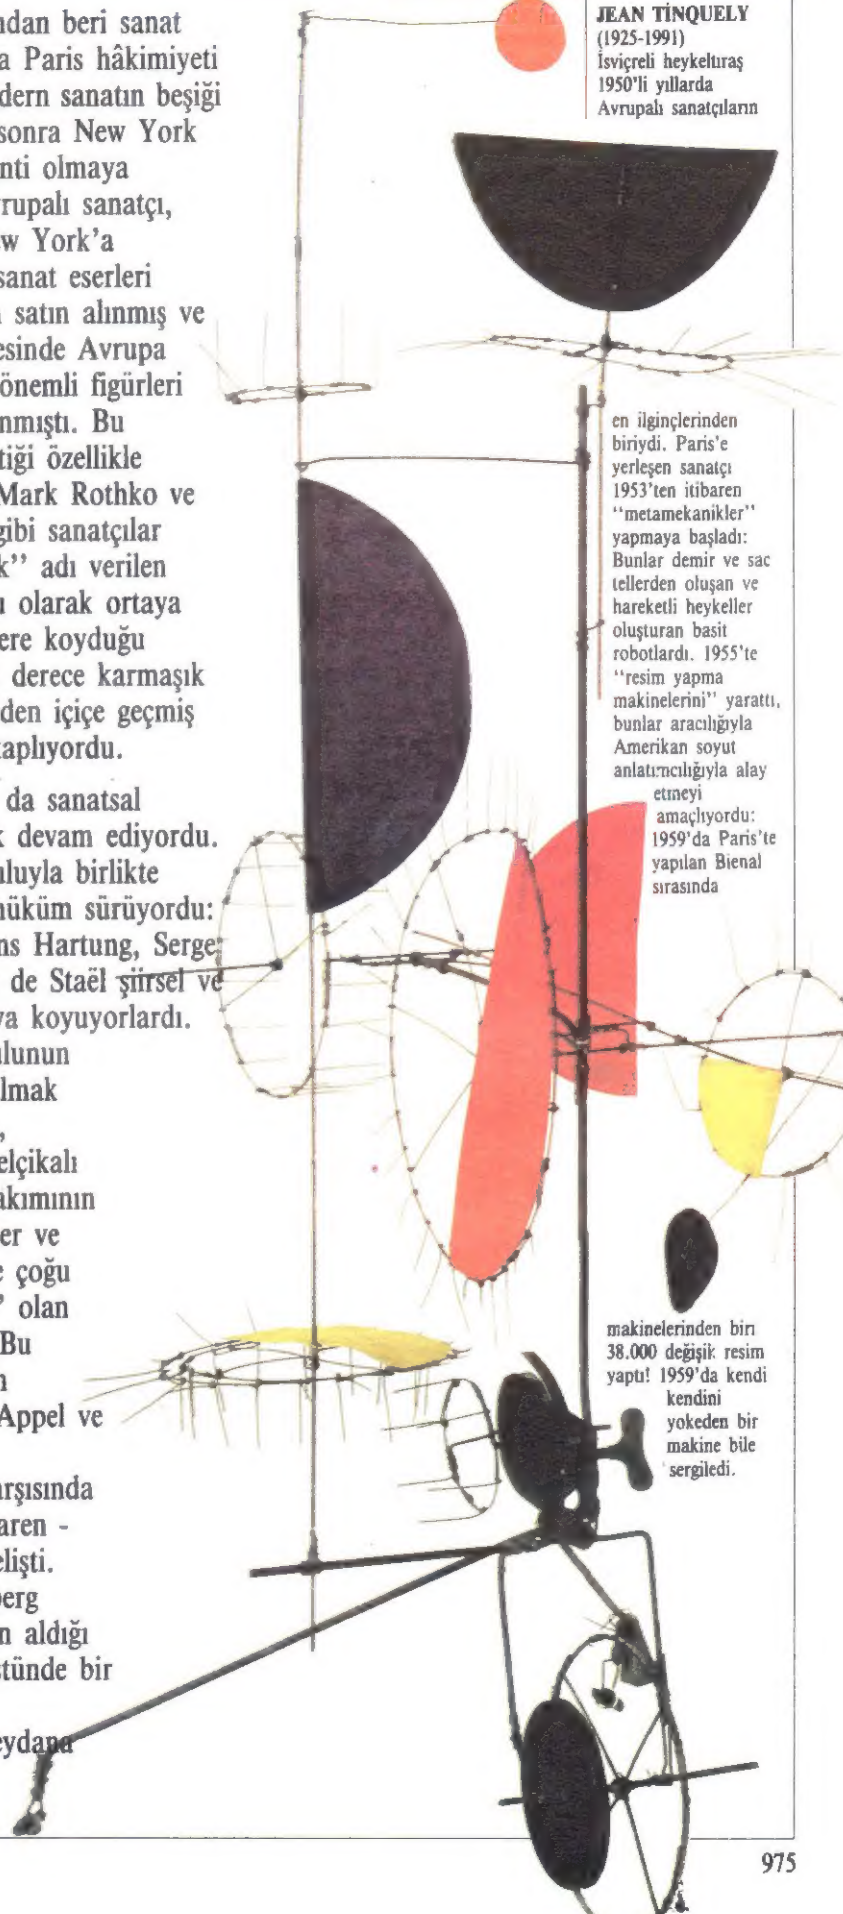 ndan beri sanat
a Paris hâkimiyeti
dern sanatın beşiği
sonra New York
nti olmaya
rupalı sanatçı,
w York'a
sanat eserleri
satın alınmış ve
esinde Avrupa
önemli figürleri
nmıştı. Bu
tiği özellikle
Mark Rothko ve
gibi sanatçılar
k'' adı verilen
ı olarak ortaya
ere koyduğu
derece karmaşık
den içiçe geçmiş
kaplıyordu.
da sanatsal
k devam ediyordu.
uluyla birlikte
hüküm sürüyordu:
ns Hartung, Serge
de Staël şiirsel ve
ya koyuyorlardı.
ulunun
lmak
,
elçikalı
akımının
er ve
e çoğu
' olan
Bu
n
Appel ve
arşısında
aren -
elişti.
erg
n aldığı
stünde bir
eydana
JEAN TİNQUELY
(1925-1991)
İsviçreli heykeltıraş
1950'li yıllarda
Avrupalı sanatçıların
en ilginçlerinden
biriydi. Paris'e
yerleşen sanatçı
1953'ten itibaren
''metamekanikler''
yapmaya başladı:
Bunlar demir ve sac
tellerden oluşan ve
hareketli heykeller
oluşturan basit
robotlardı. 1955'te
''resim yapma
makinelerini'' yarattı,
bunlar aracılığıyla
Amerikan soyut
anlatımcılığıyla alay
etmeyi
amaçlıyordu:
1959'da Paris'te
yapılan Bienal
sırasında
makinelerinden biri
38.000 değişik resim
yaptı! 1959'da kendi
kendini
yokeden bir
makine bile
sergiledi.
975